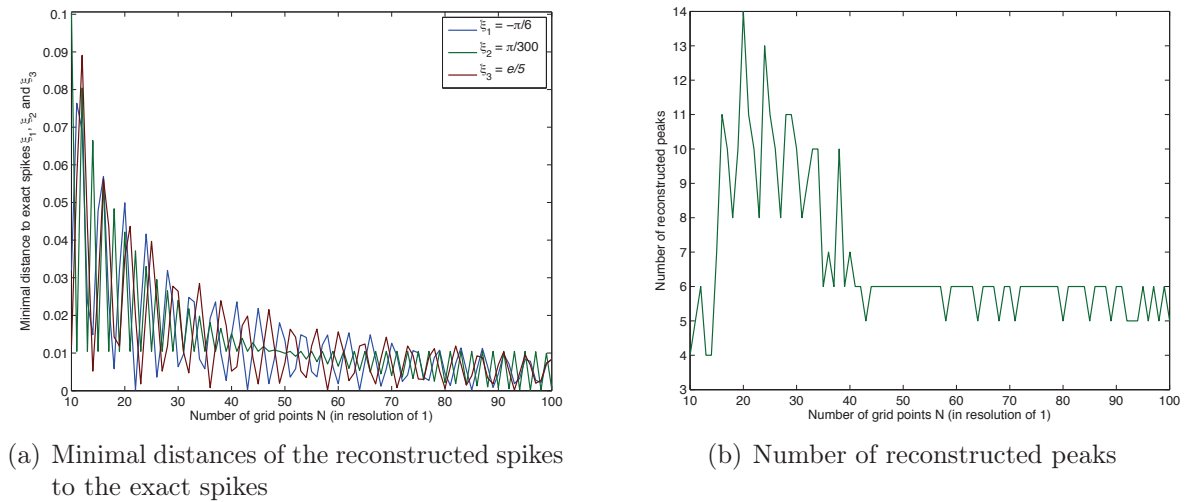 0.1
0.09
0.08
0.07
0.06
0.05
0.04
0.03
0.02
0.01
0
Minimal distance to exact spikes ξ1, ξ2 and ξ3
ξ1 = −π/6
ξ2 = π/300
ξ3 = e/5
10 20 30 40 50 60 70 80 90 100
Number of grid points N (in resolution of 1)
(a) Minimal distances of the reconstructed spikes
to the exact spikes
14
13
12
11
10
9
8
7
6
5
4
3
Number of reconstructed peaks
10 20 30 40 50 60 70 80 90 100
Number of grid points N (in resolution of 1)
(b) Number of reconstructed peaks